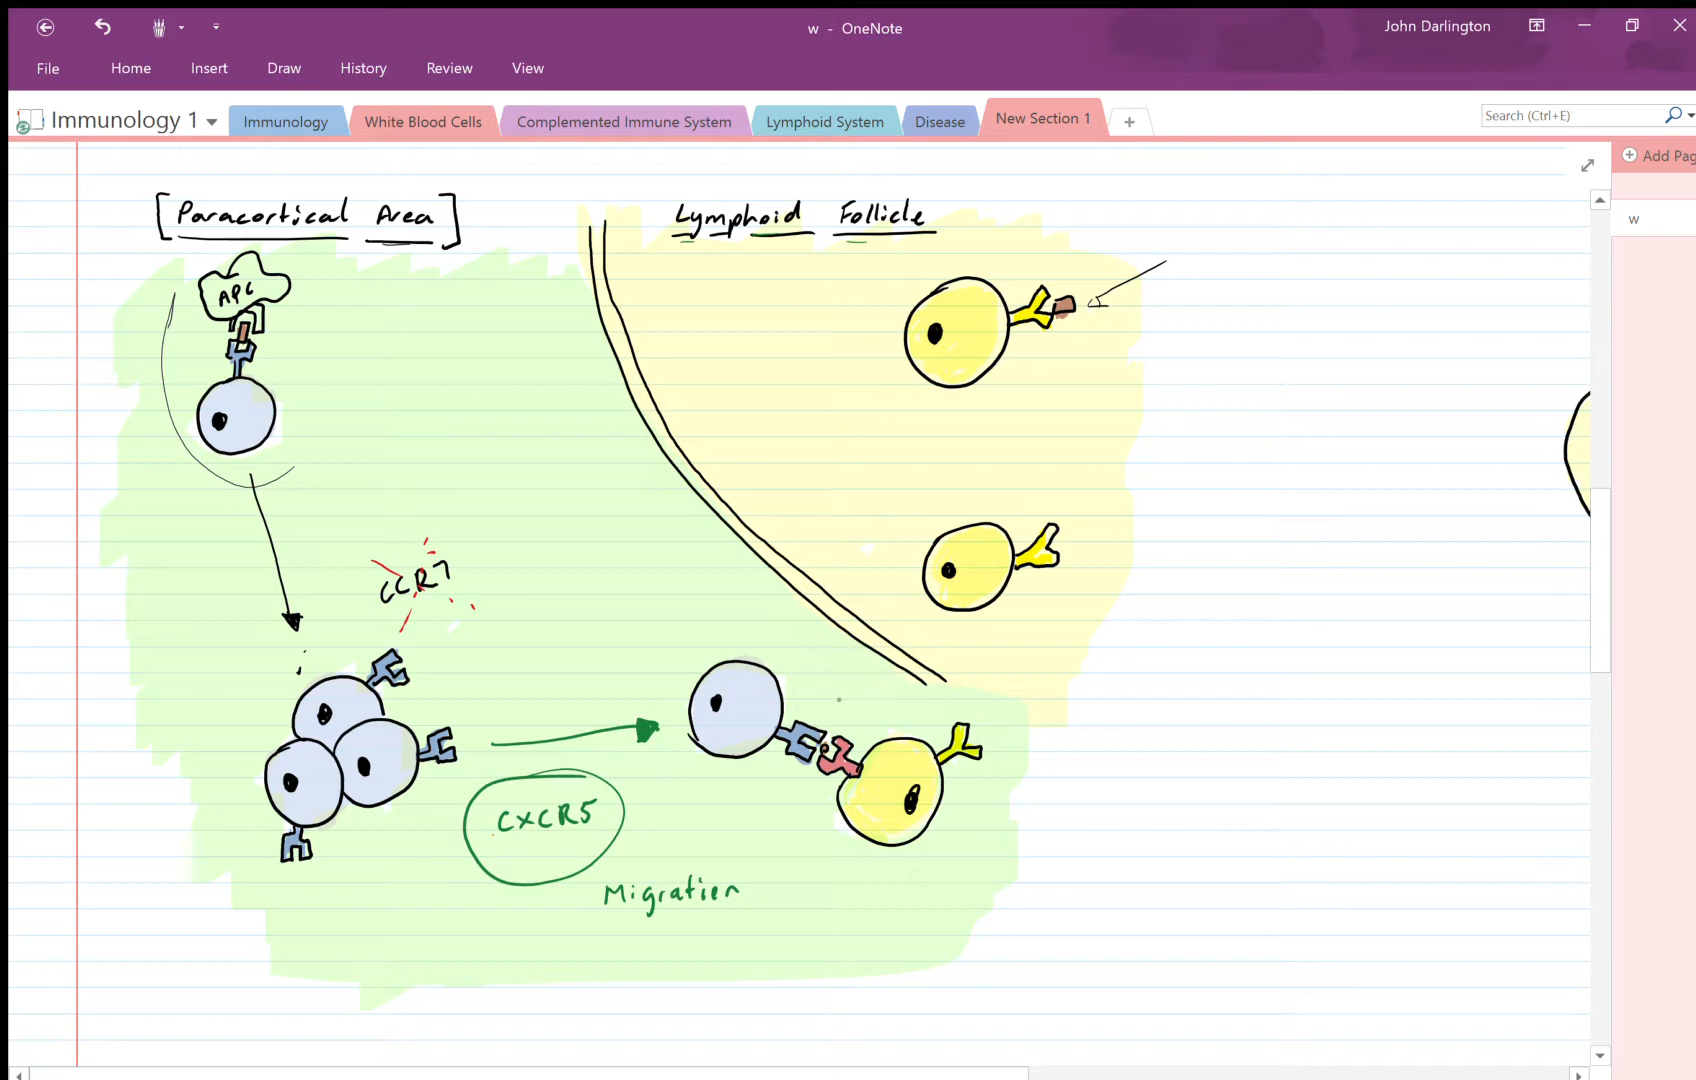 w - OneNote
John Darlington
File Home Insert Draw History Review View
Immunology 1
Immunology
White Blood Cells
Complemented Immune System
Lymphoid System
Disease
New Section 1
Search (Ctrl+E)
Add Pag
w
[Paracortical Area]
Lymphoid Follicle
APC
CCR7
CXCR5
Migration